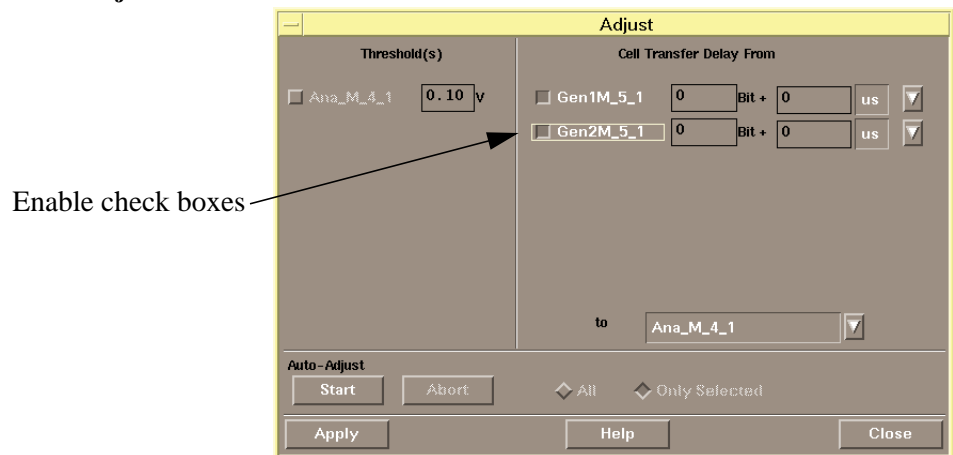 Adjust
Threshold(s)
Cell Transfer Delay From
Ana_M_4_1 0.10 V
Gen1M_5_1 0 Bit + 0 us
Gen2M_5_1 0 Bit + 0 us
Enable check boxes
to Ana_M_4_1
Auto-Adjust
Start Abort All Only Selected
Apply Help Close